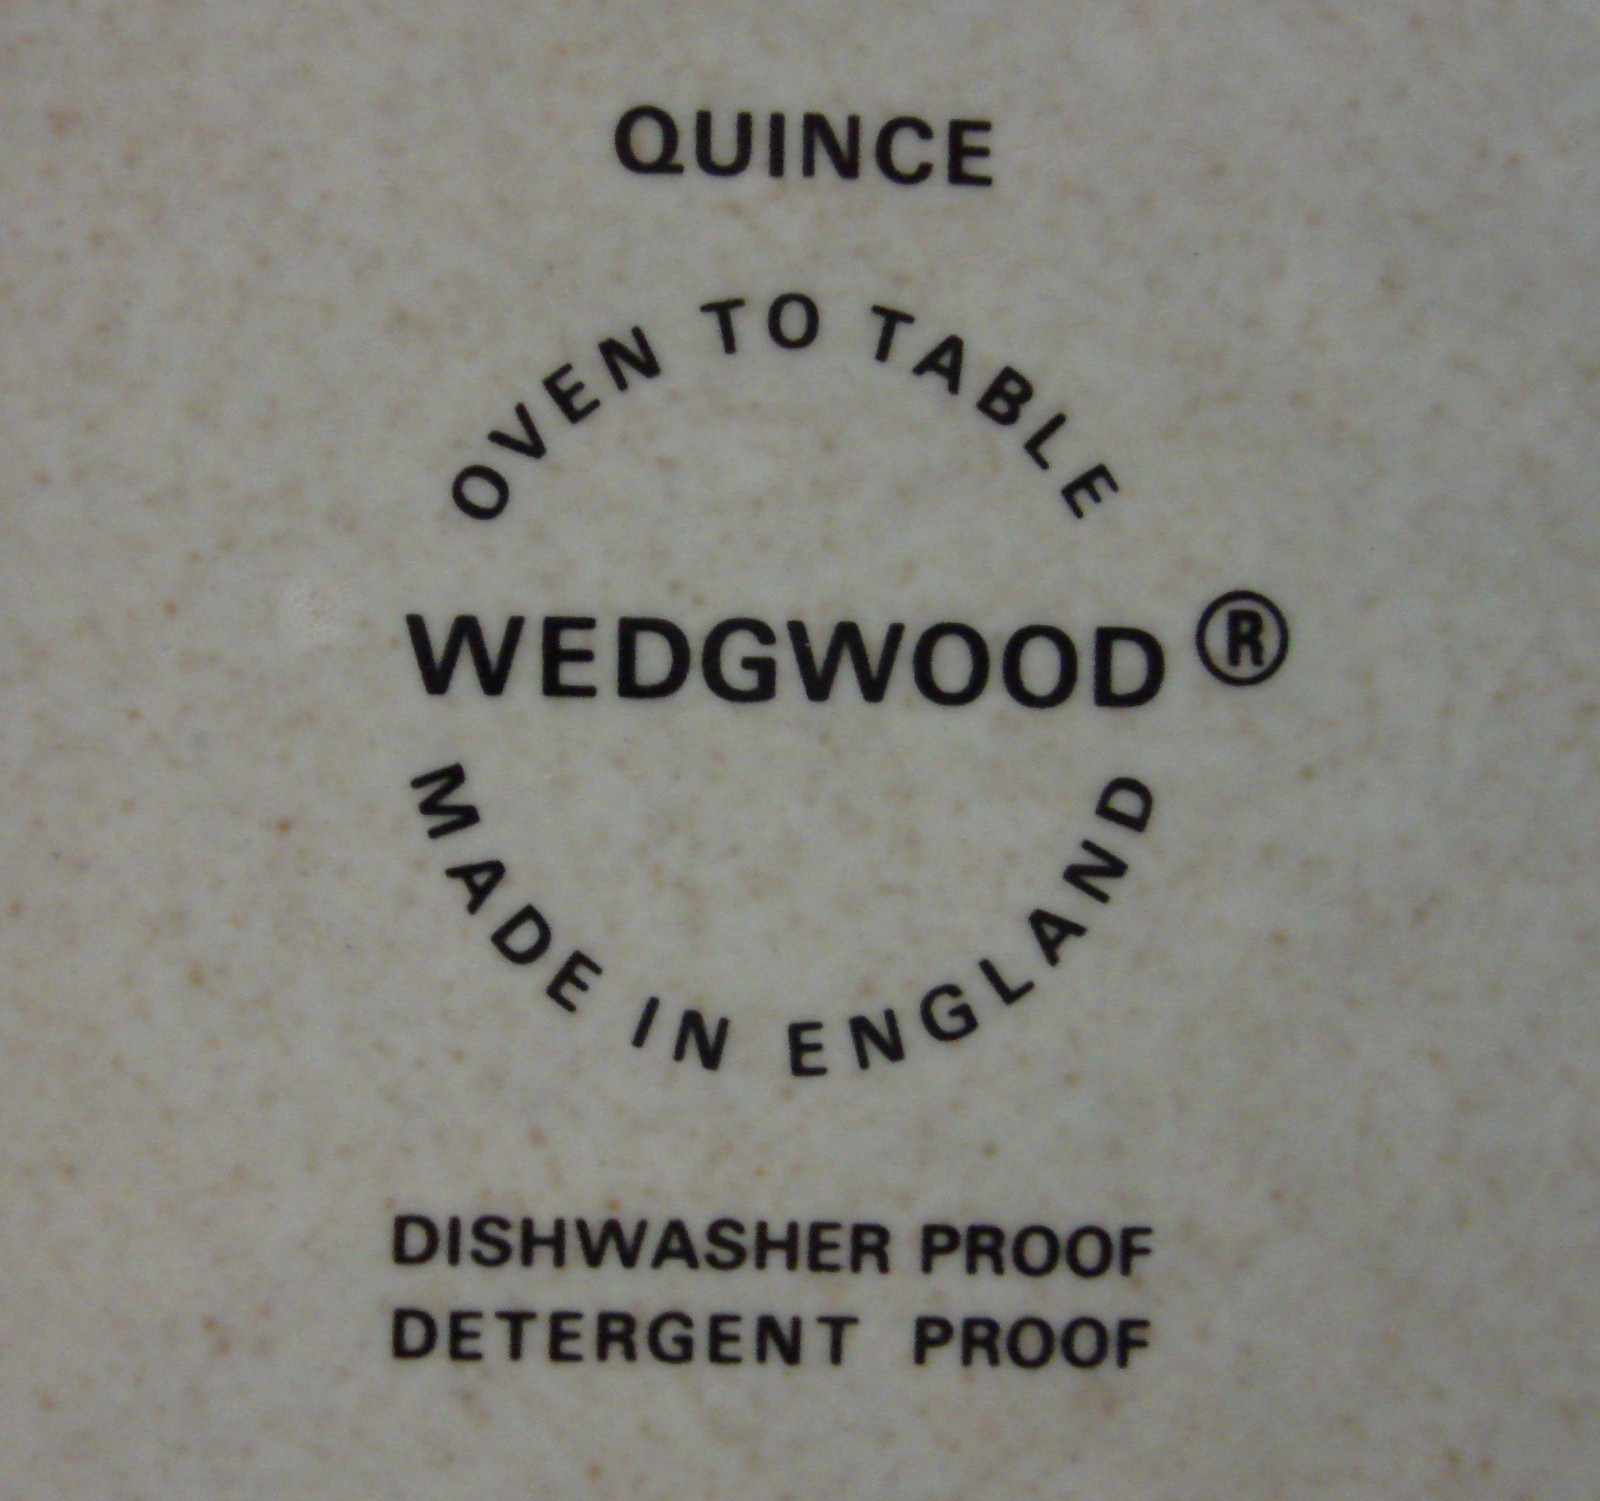 QUINCE
OVEN TO TABLE
WEDGWOOD ®
MADE IN ENGLAND
DISHWASHER PROOF
DETERGENT PROOF